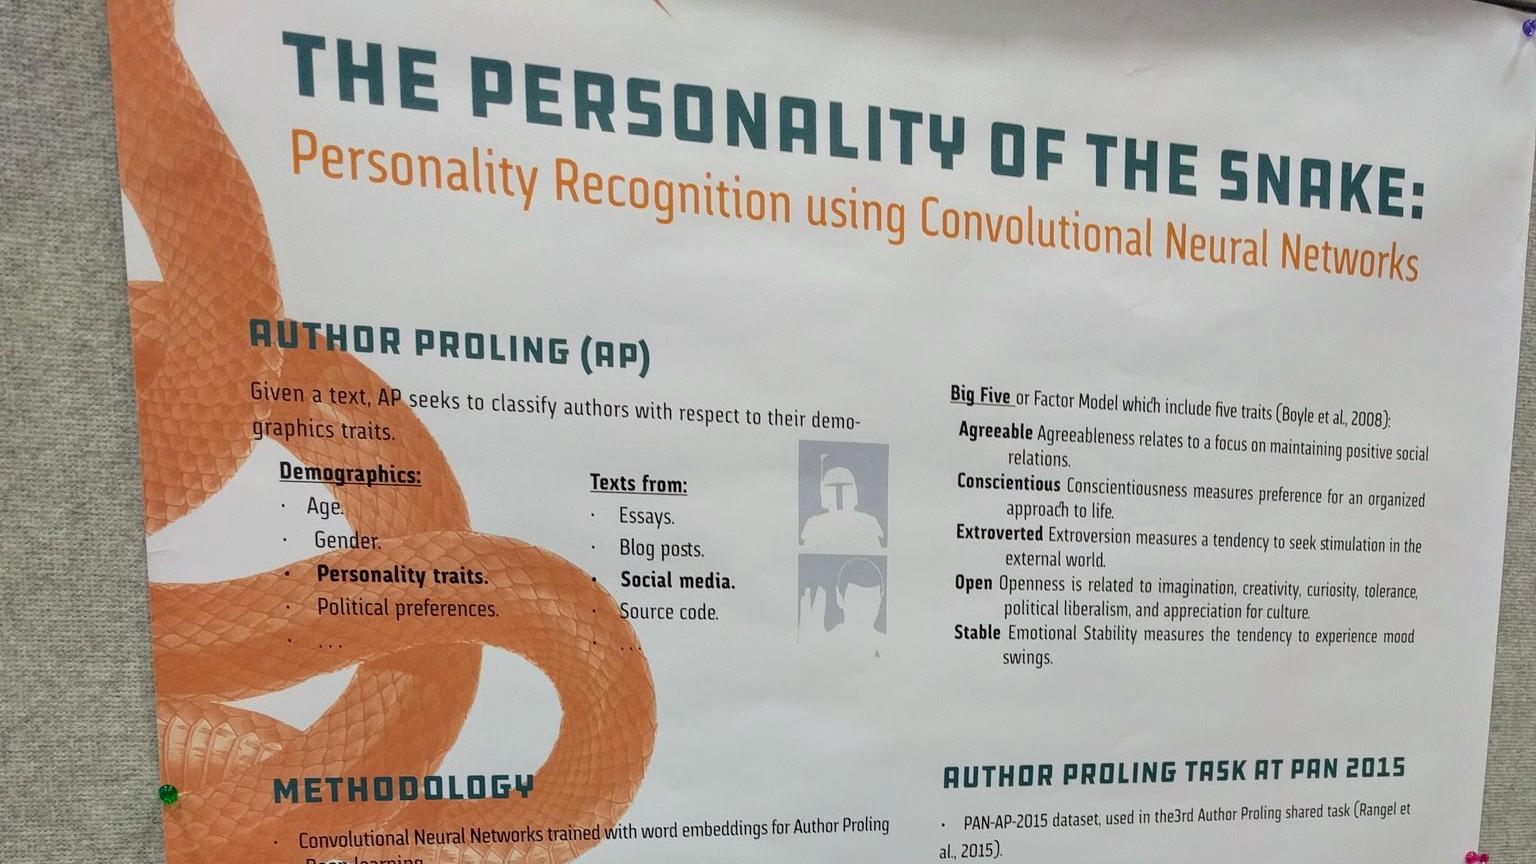 THE PERSONALITY OF THE SNAKE:
Personality Recognition using Convolutional Neural Networks
AUTHOR PROLING (AP)
Given a text, AP seeks to classify authors with respect to their demo-
graphics traits.
Demographics:
· Age.
· Gender.
· Personality traits.
· Political preferences.
· ...
Texts from:
· Essays.
· Blog posts.
· Social media.
· Source code.
· ...
Big Five or Factor Model which include five traits (Boyle et al., 2008):
Agreeable Agreeableness relates to a focus on maintaining positive social
relations.
Conscientious Conscientiousness measures preference for an organized
approach to life.
Extroverted Extroversion measures a tendency to seek stimulation in the
external world.
Open Openness is related to imagination, creativity, curiosity, tolerance,
political liberalism, and appreciation for culture.
Stable Emotional Stability measures the tendency to experience mood
swings.
METHODOLOGY
· Convolutional Neural Networks trained with word embeddings for Author Proling
Deep learning
AUTHOR PROLING TASK AT PAN 2015
· PAN-AP-2015 dataset, used in the3rd Author Proling shared task (Rangel et
al., 2015).